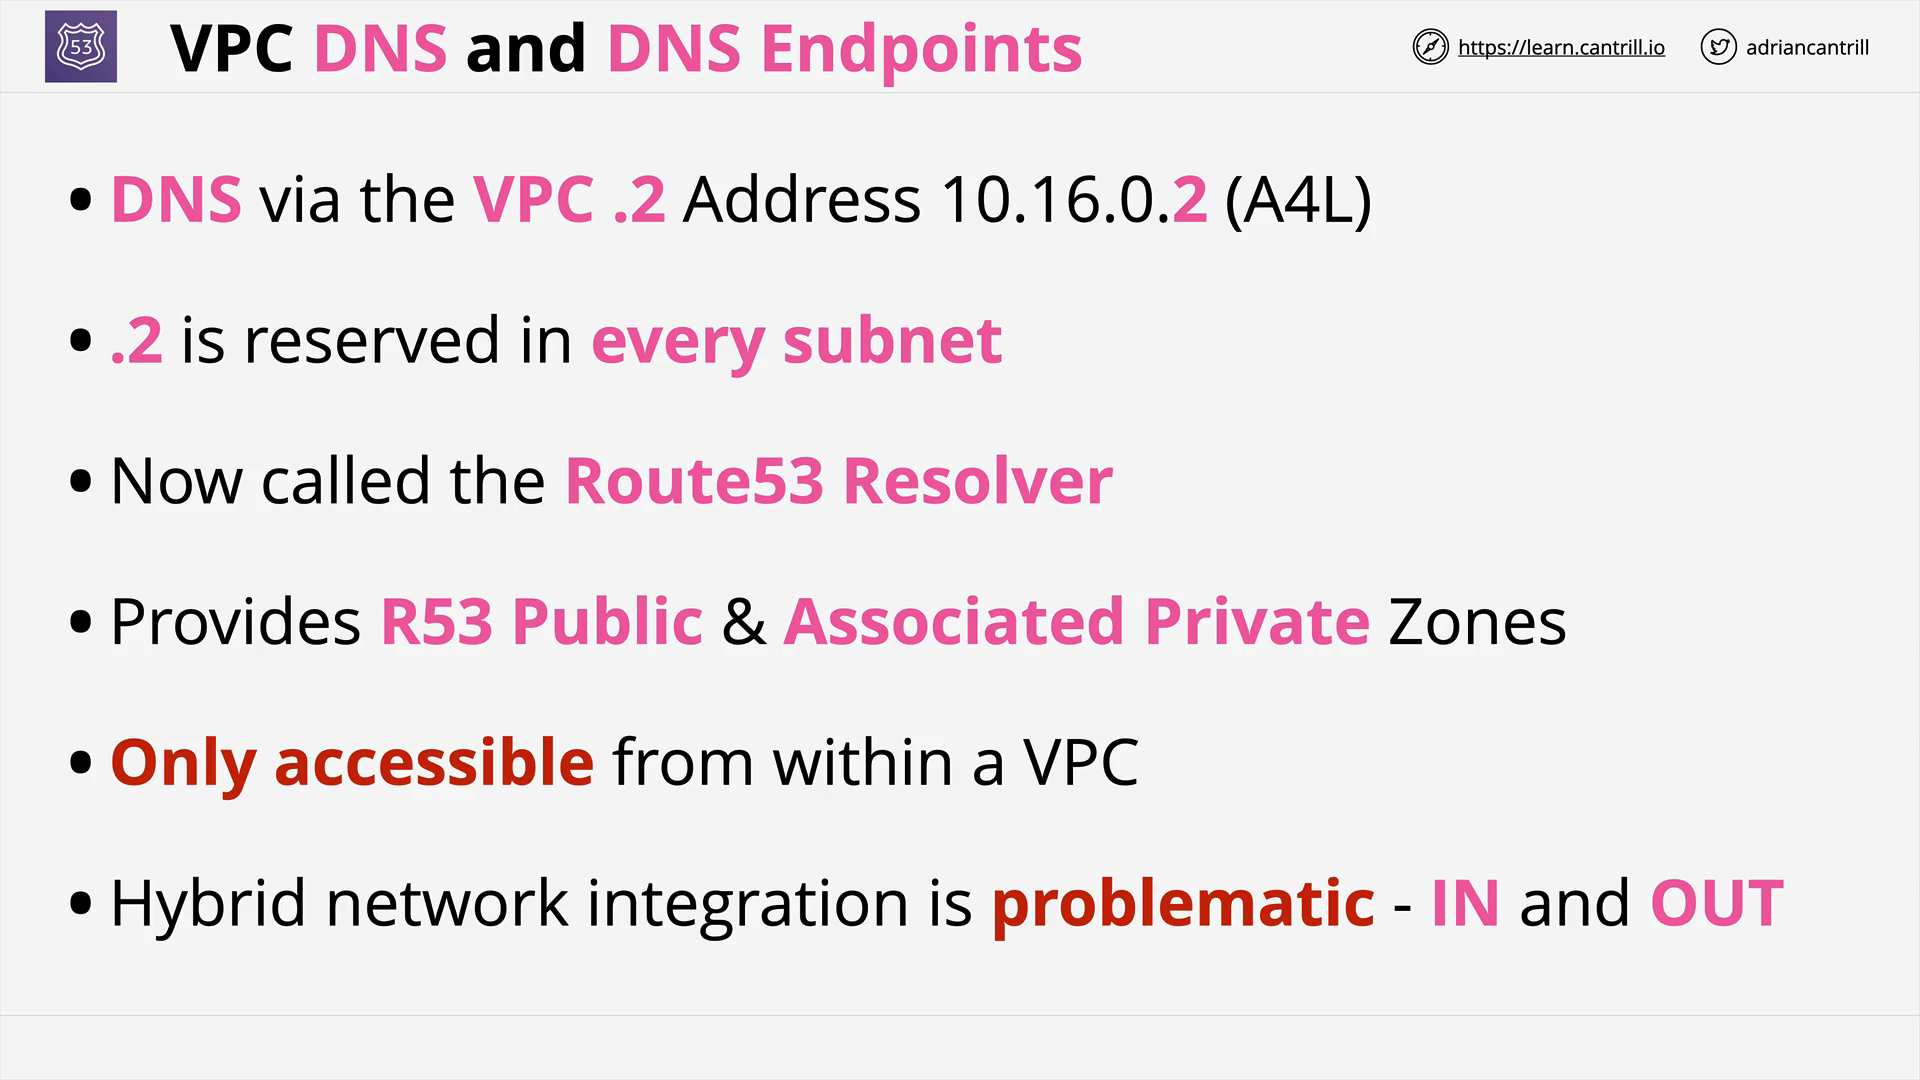 53
VPC DNS and DNS Endpoints
https://learn.cantrill.io
adriancantrill
• DNS via the VPC .2 Address 10.16.0.2 (A4L)
• .2 is reserved in every subnet
• Now called the Route53 Resolver
• Provides R53 Public & Associated Private Zones
• Only accessible from within a VPC
• Hybrid network integration is problematic - IN and OUT